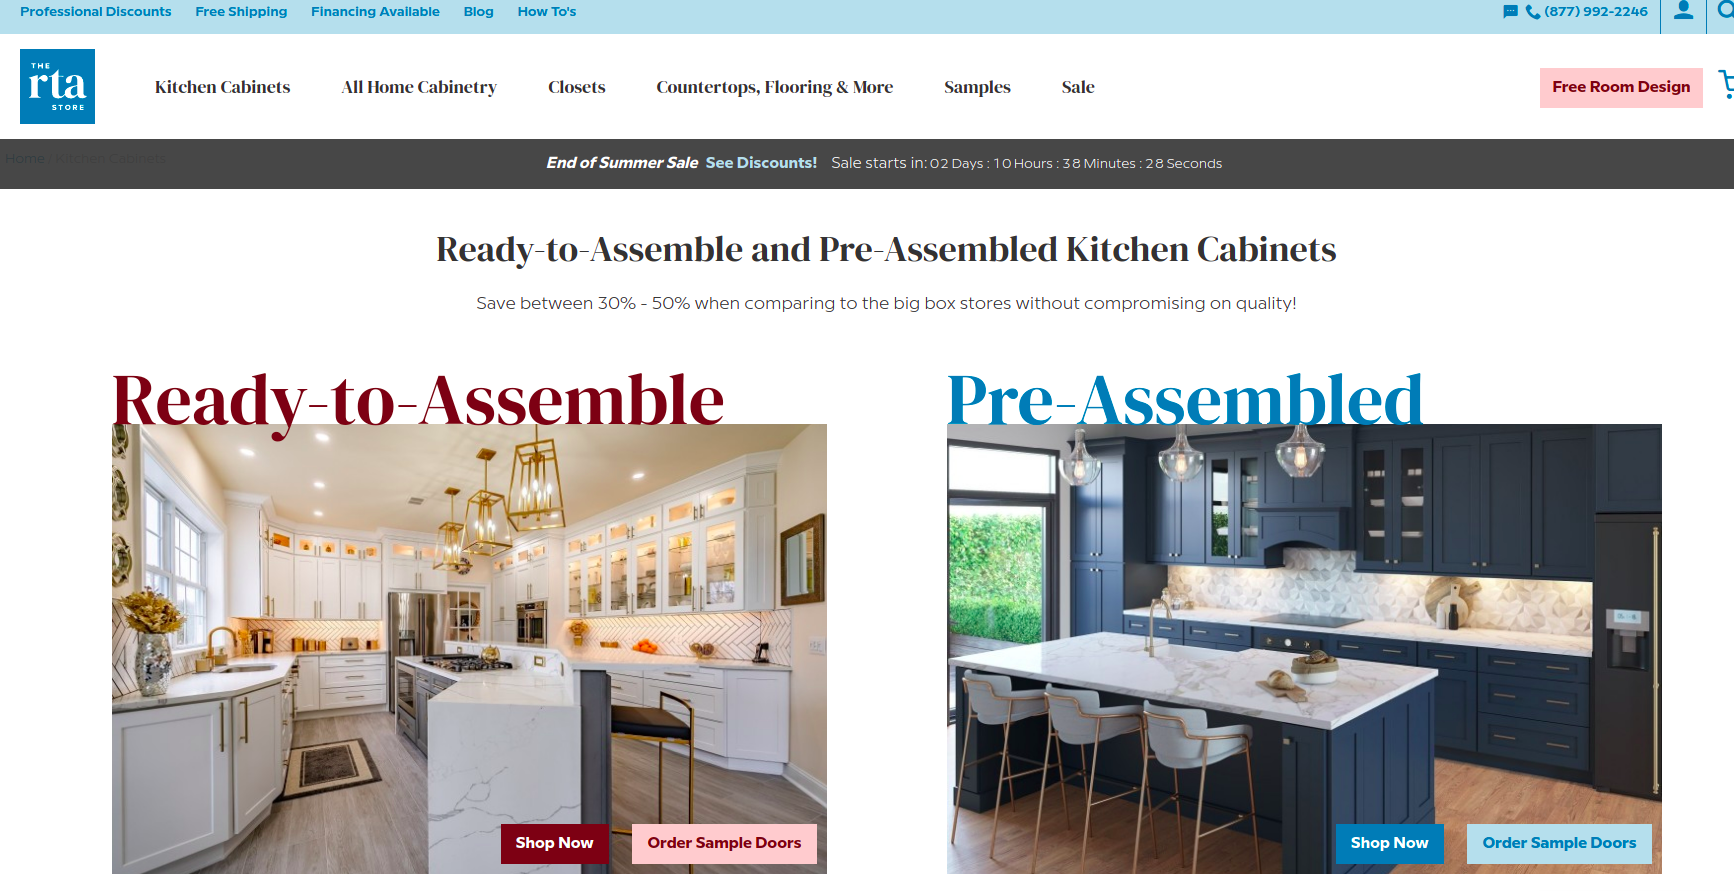 Professional Discounts Free Shipping Financing Available Blog How To's (877) 992-2246
THE
rta
STORE
Kitchen Cabinets All Home Cabinetry Closets Countertops, Flooring & More Samples Sale Free Room Design
Home / Kitchen Cabinets
End of Summer Sale See Discounts! Sale starts in: 02 Days : 10 Hours : 38 Minutes : 28 Seconds
Ready-to-Assemble and Pre-Assembled Kitchen Cabinets
Save between 30% - 50% when comparing to the big box stores without compromising on quality!
Ready-to-Assemble
Pre-Assembled
Shop Now Order Sample Doors
Shop Now Order Sample Doors